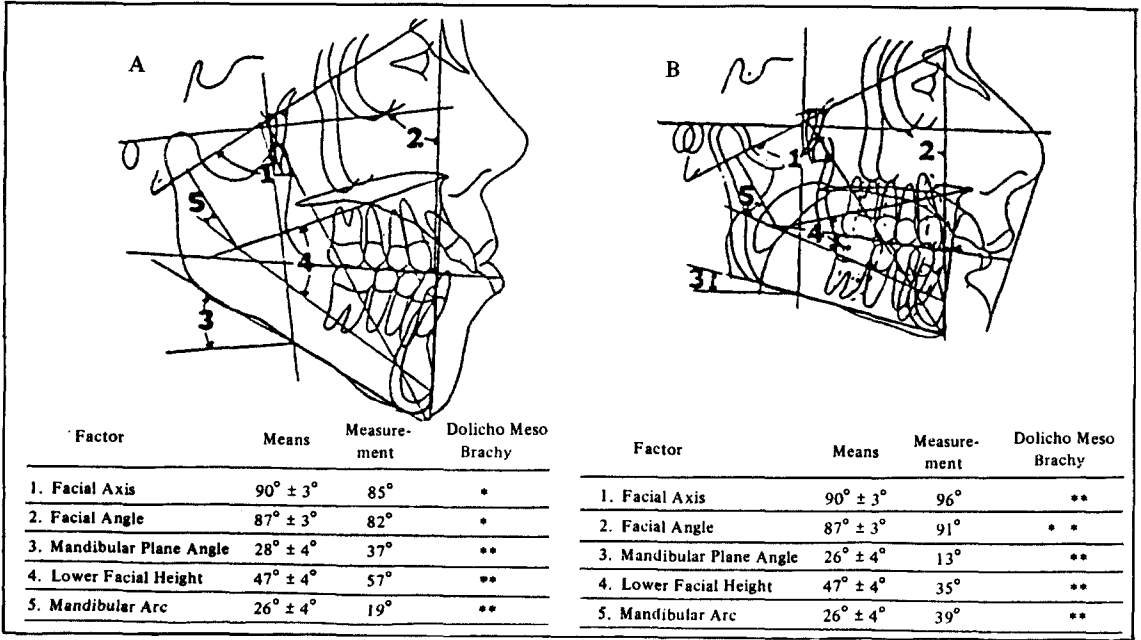 A
1
2
3
4
5
Factor Means Measure-ment Dolicho Meso Brachy
1. Facial Axis 90° ± 3° 85° *
2. Facial Angle 87° ± 3° 82° *
3. Mandibular Plane Angle 28° ± 4° 37° **
4. Lower Facial Height 47° ± 4° 57° **
5. Mandibular Arc 26° ± 4° 19° **
B
1
2
31
4
5
Factor Means Measure-ment Dolicho Meso Brachy
1. Facial Axis 90° ± 3° 96° **
2. Facial Angle 87° ± 3° 91° * *
3. Mandibular Plane Angle 26° ± 4° 13° **
4. Lower Facial Height 47° ± 4° 35° **
5. Mandibular Arc 26° ± 4° 39° **